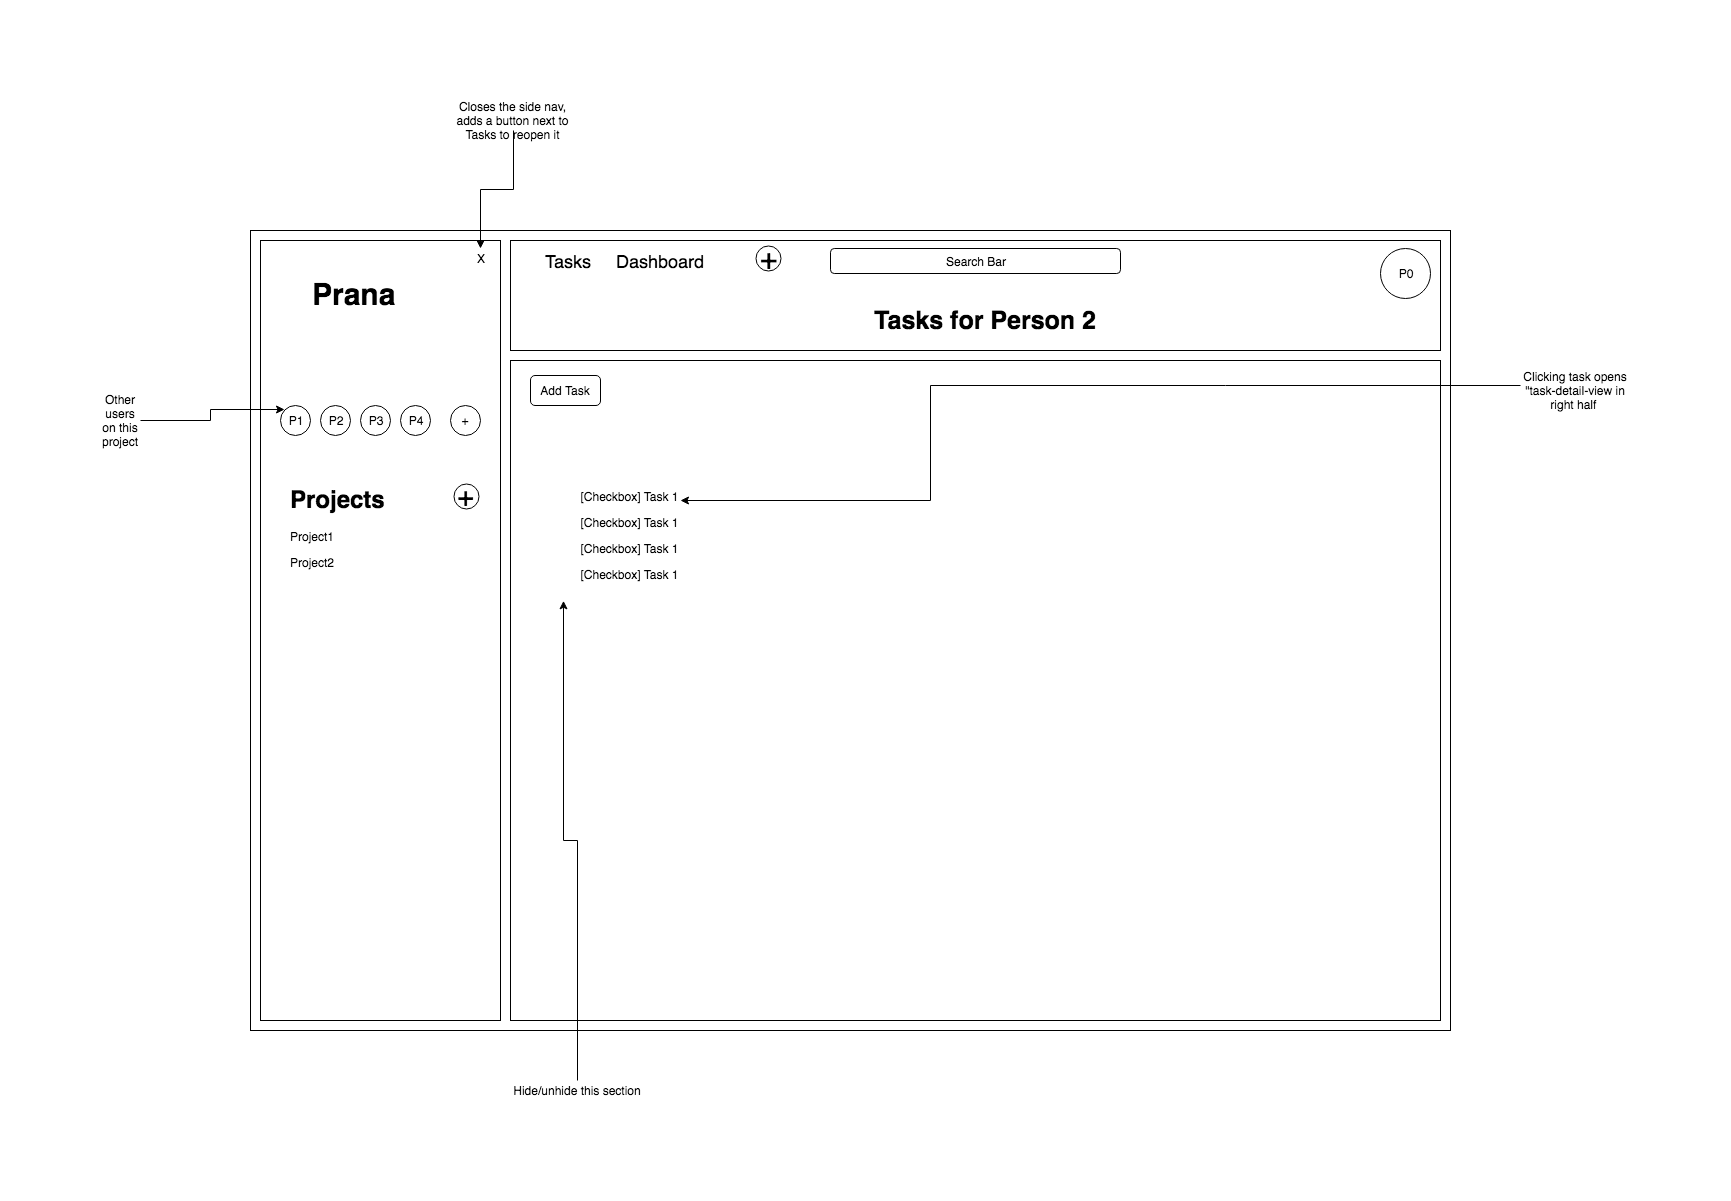 Closes the side nav,
adds a button next to
Tasks to reopen it
X
Prana
Tasks
Dashboard
+
Search Bar
P0
Tasks for Person 2
Other
users
on this
project
P1
P2
P3
P4
+
Projects
+
Project1
Project2
Add Task
Clicking task opens
"task-detail-view in
right half
[Checkbox] Task 1
[Checkbox] Task 1
[Checkbox] Task 1
[Checkbox] Task 1
Hide/unhide this section